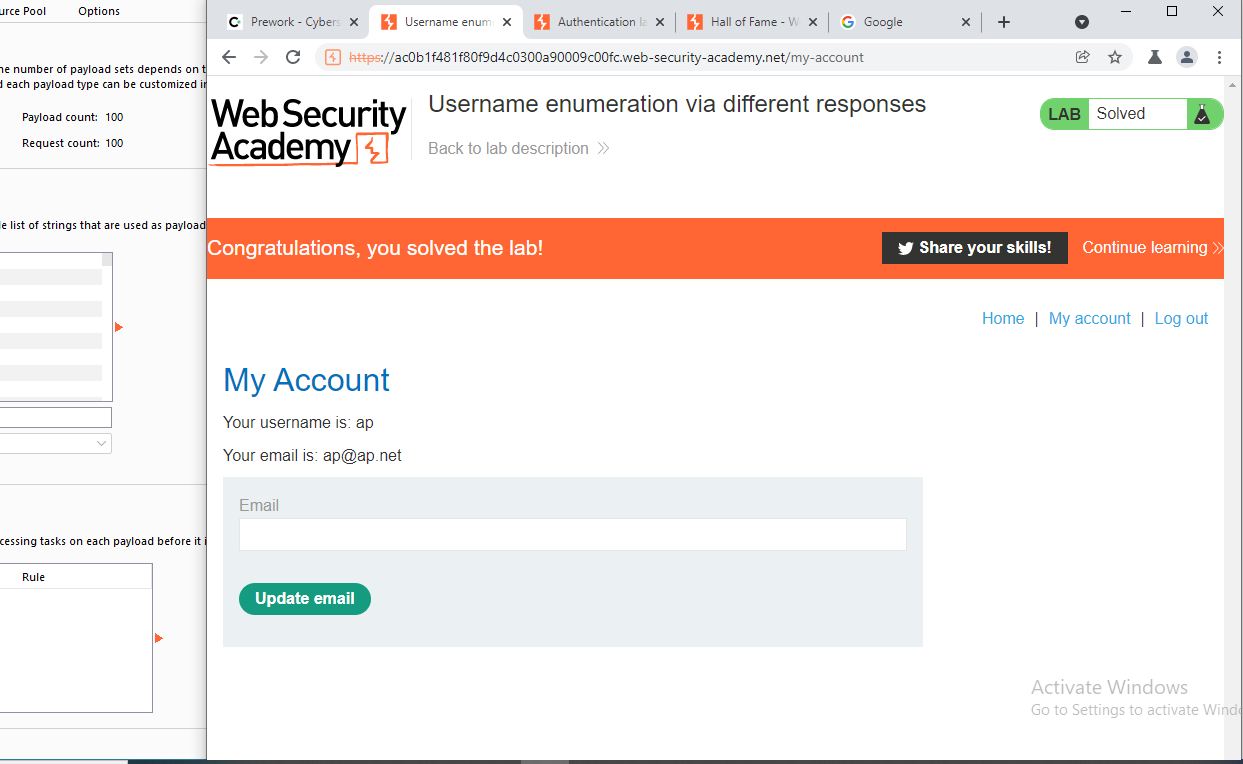 urce Pool Options
he number of payload sets depends on t
d each payload type can be customized in
Payload count: 100
Request count: 100
le list of strings that are used as payload
cessing tasks on each payload before it i
Rule
Prework - Cybers
Username enum
Authentication la
Hall of Fame - W
Google
https://ac0b1f481f80f9d4c0300a90009c00fc.web-security-academy.net/my-account
Web Security
Academy
Username enumeration via different responses
Back to lab description
LAB Solved
Congratulations, you solved the lab!
Share your skills!
Continue learning
Home | My account | Log out
My Account
Your username is: ap
Your email is: ap@ap.net
Email
Update email
Activate Windows
Go to Settings to activate Windo